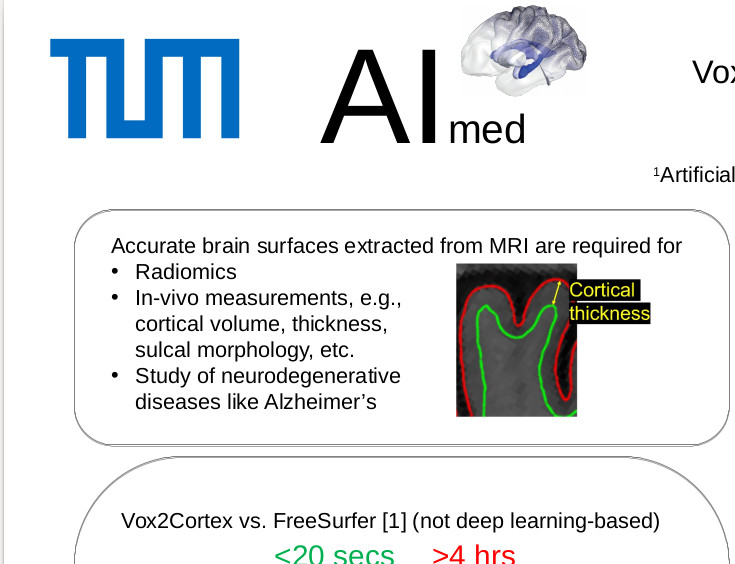 TUM
AI med
Vox
¹Artificial
Accurate brain surfaces extracted from MRI are required for
• Radiomics
• In-vivo measurements, e.g.,
cortical volume, thickness,
sulcal morphology, etc.
• Study of neurodegenerative
diseases like Alzheimer’s
Cortical
thickness
Vox2Cortex vs. FreeSurfer [1] (not deep learning-based)
<20 secs >4 hrs